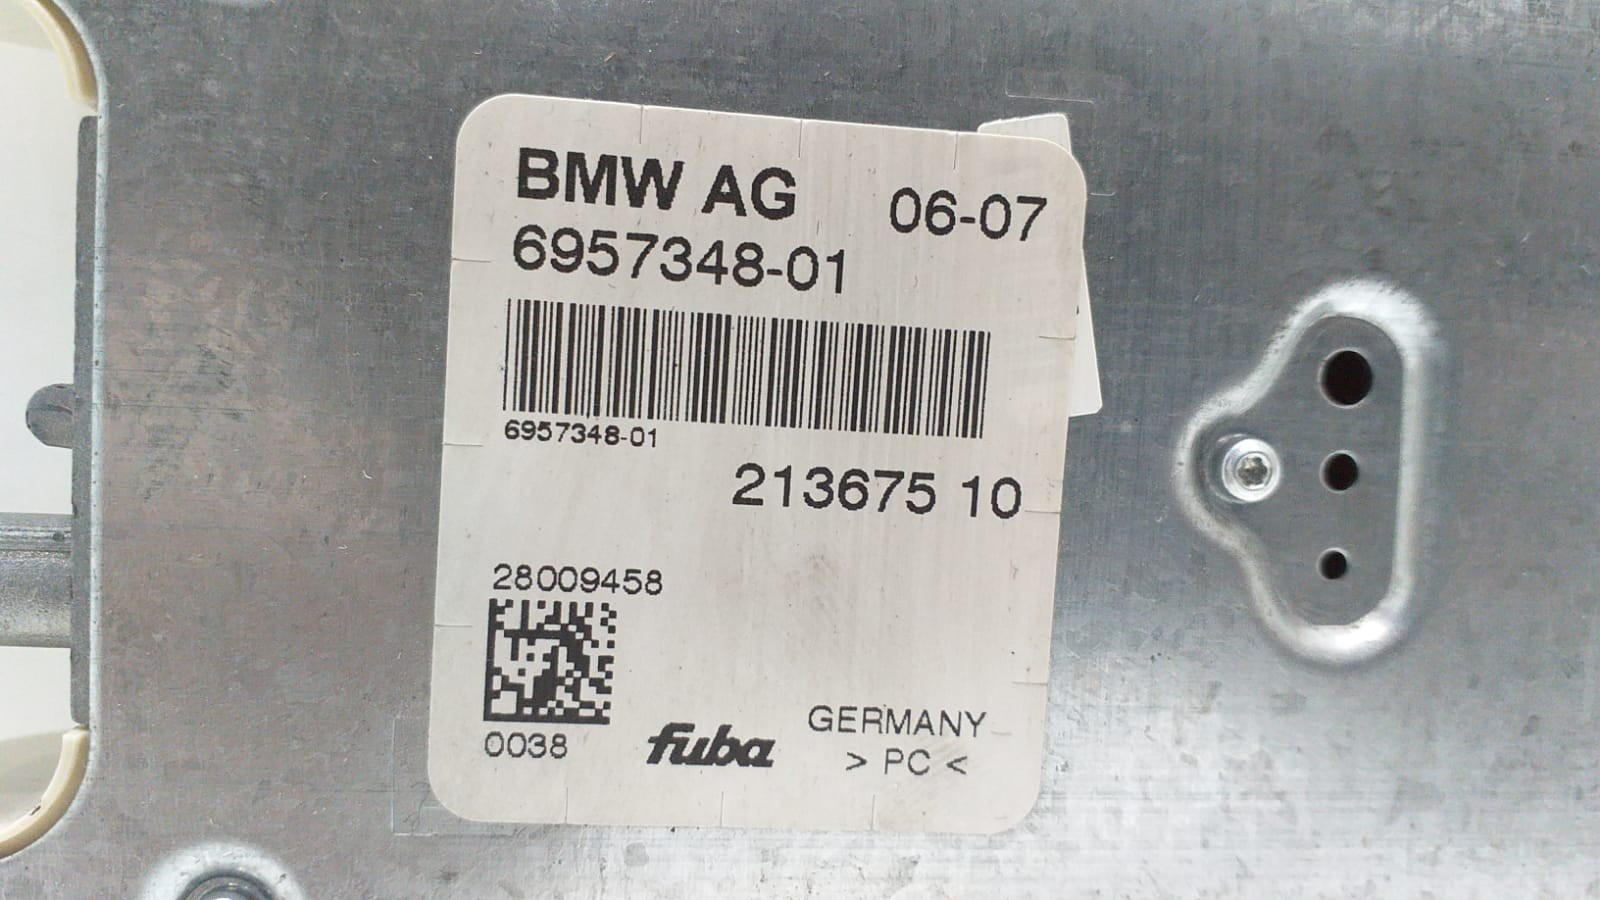 BMW AG 06-07
6957348-01
6957348-01
213675 10
28009458
0038 fuba GERMANY
> PC <